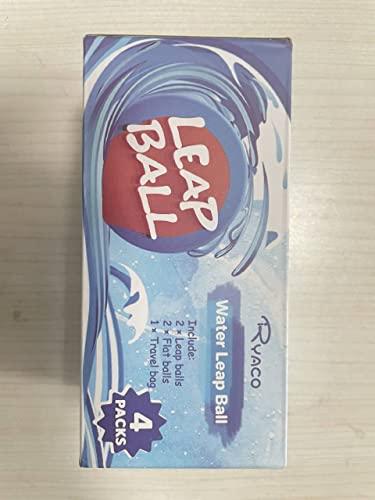 LEAP
BALL
RYACO
Water Leap Ball
Include:
2 × Leap balls
2 × Flat balls
1 × Travel bag
4
PACKS